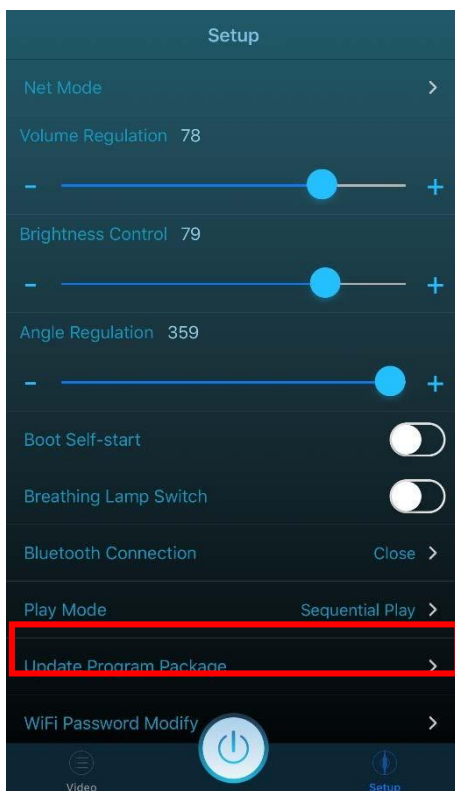 Setup
Net Mode >
Volume Regulation 78
- +
Brightness Control 79
- +
Angle Regulation 359
- +
Boot Self-start
Breathing Lamp Switch
Bluetooth Connection Close >
Play Mode Sequential Play >
Update Program Package >
WiFi Password Modify >
Video Setup